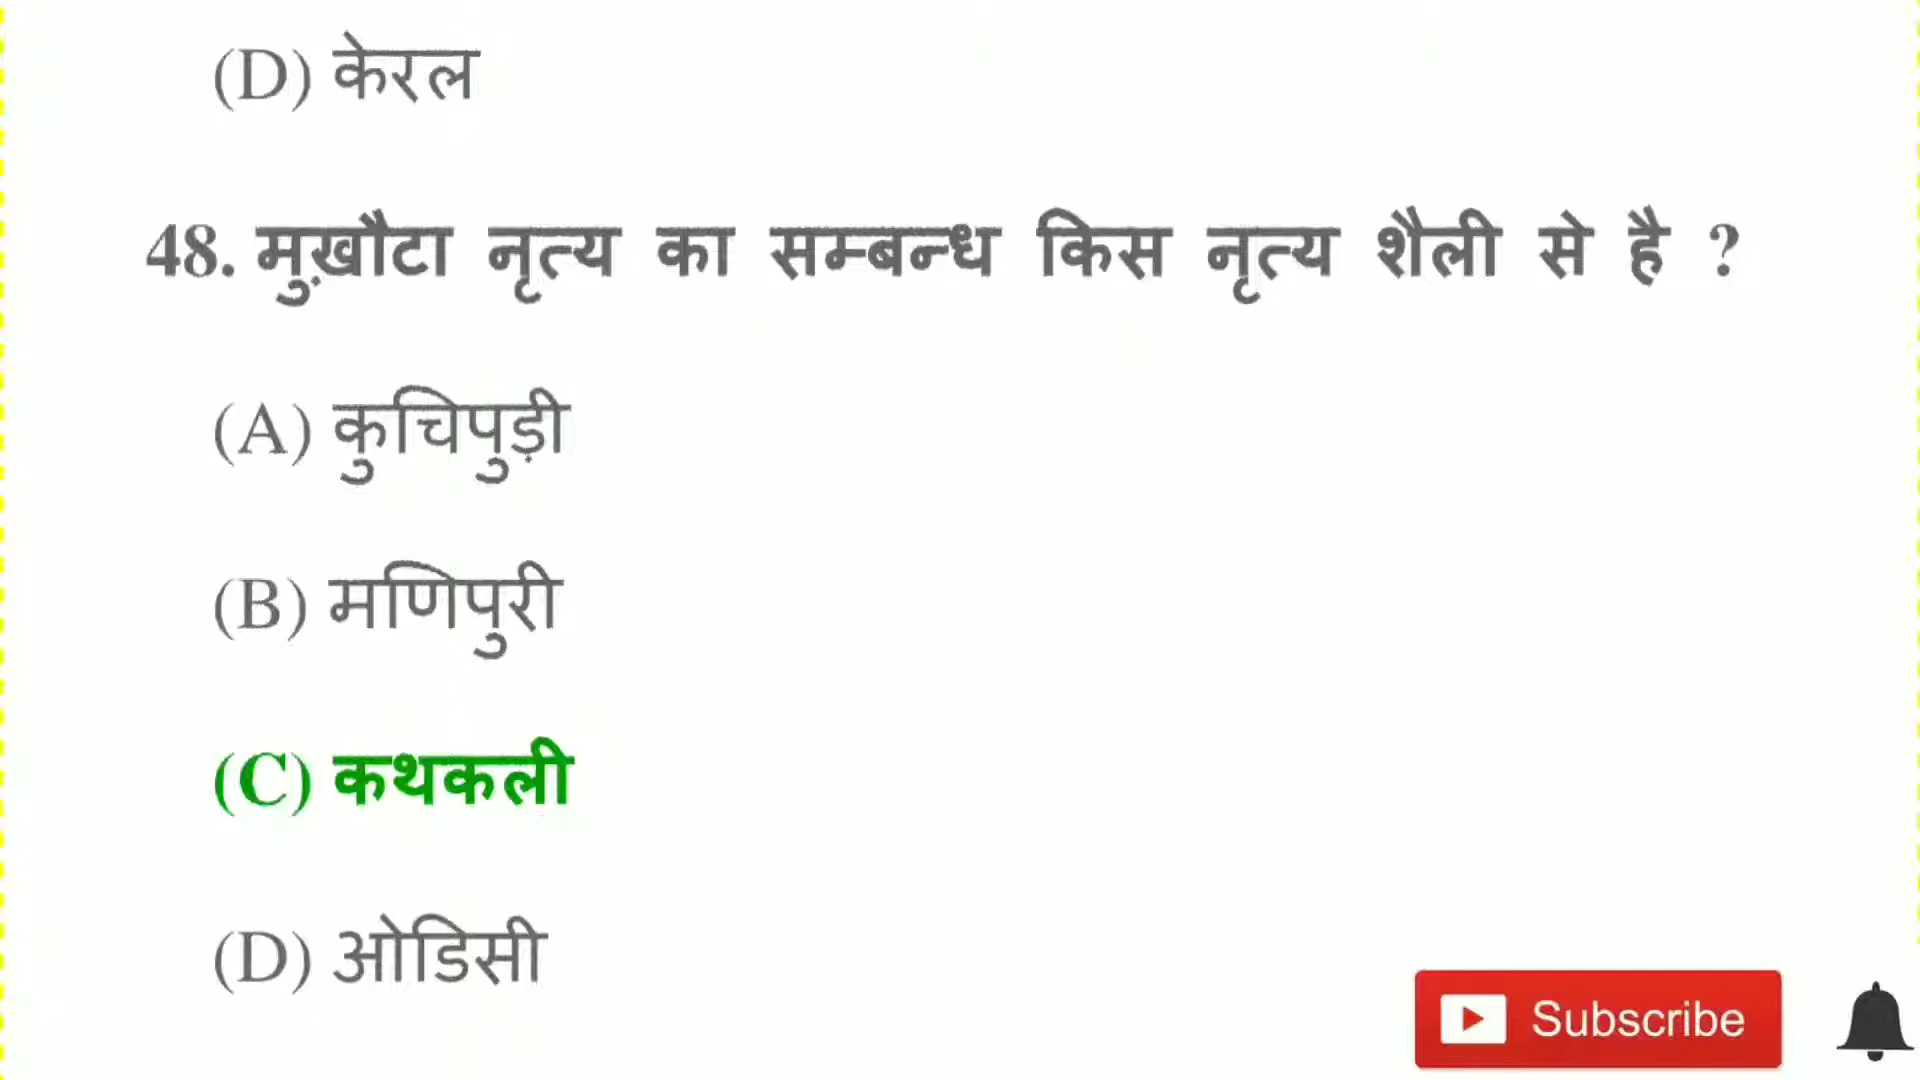 (D) केरल
48. मुख़ौटा नृत्य का सम्बन्ध किस नृत्य शैली से है ?
(A) कुचिपुड़ी
(B) मणिपुरी
(C) कथकली
(D) ओडिसी
Subscribe